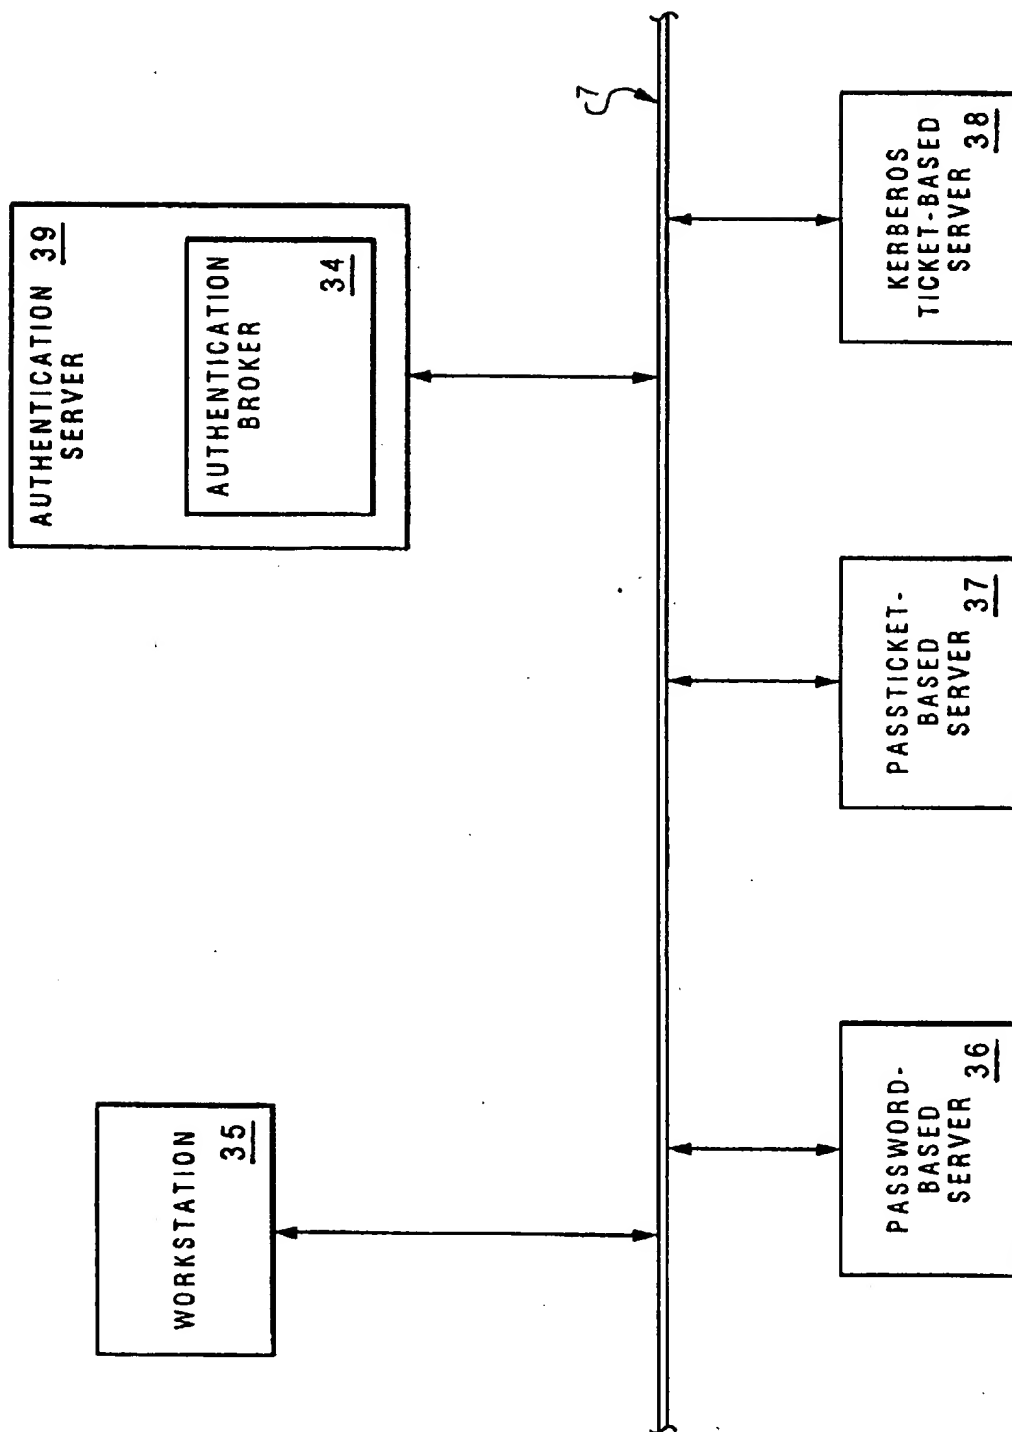 WORKSTATION
35
AUTHENTICATION
SERVER
39
AUTHENTICATION
BROKER
34
7
PASSWORD-
BASED
SERVER
36
PASSTICKET-
BASED
SERVER
37
KERBEROS
TICKET-BASED
SERVER
38